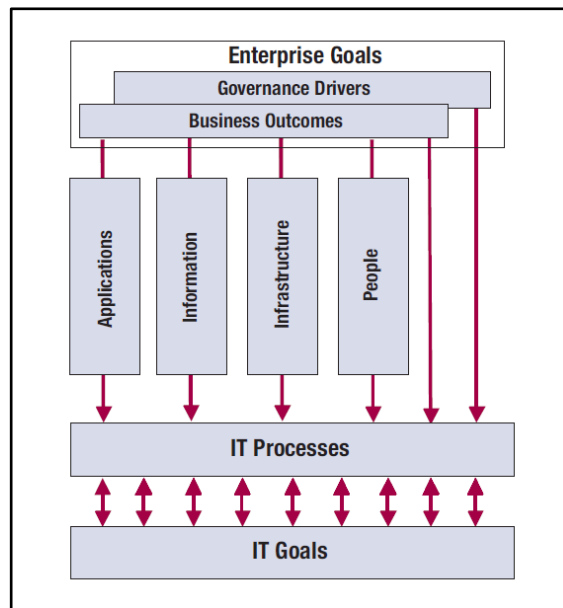 Enterprise Goals
Governance Drivers
Business Outcomes
Applications
Information
Infrastructure
People
IT Processes
IT Goals